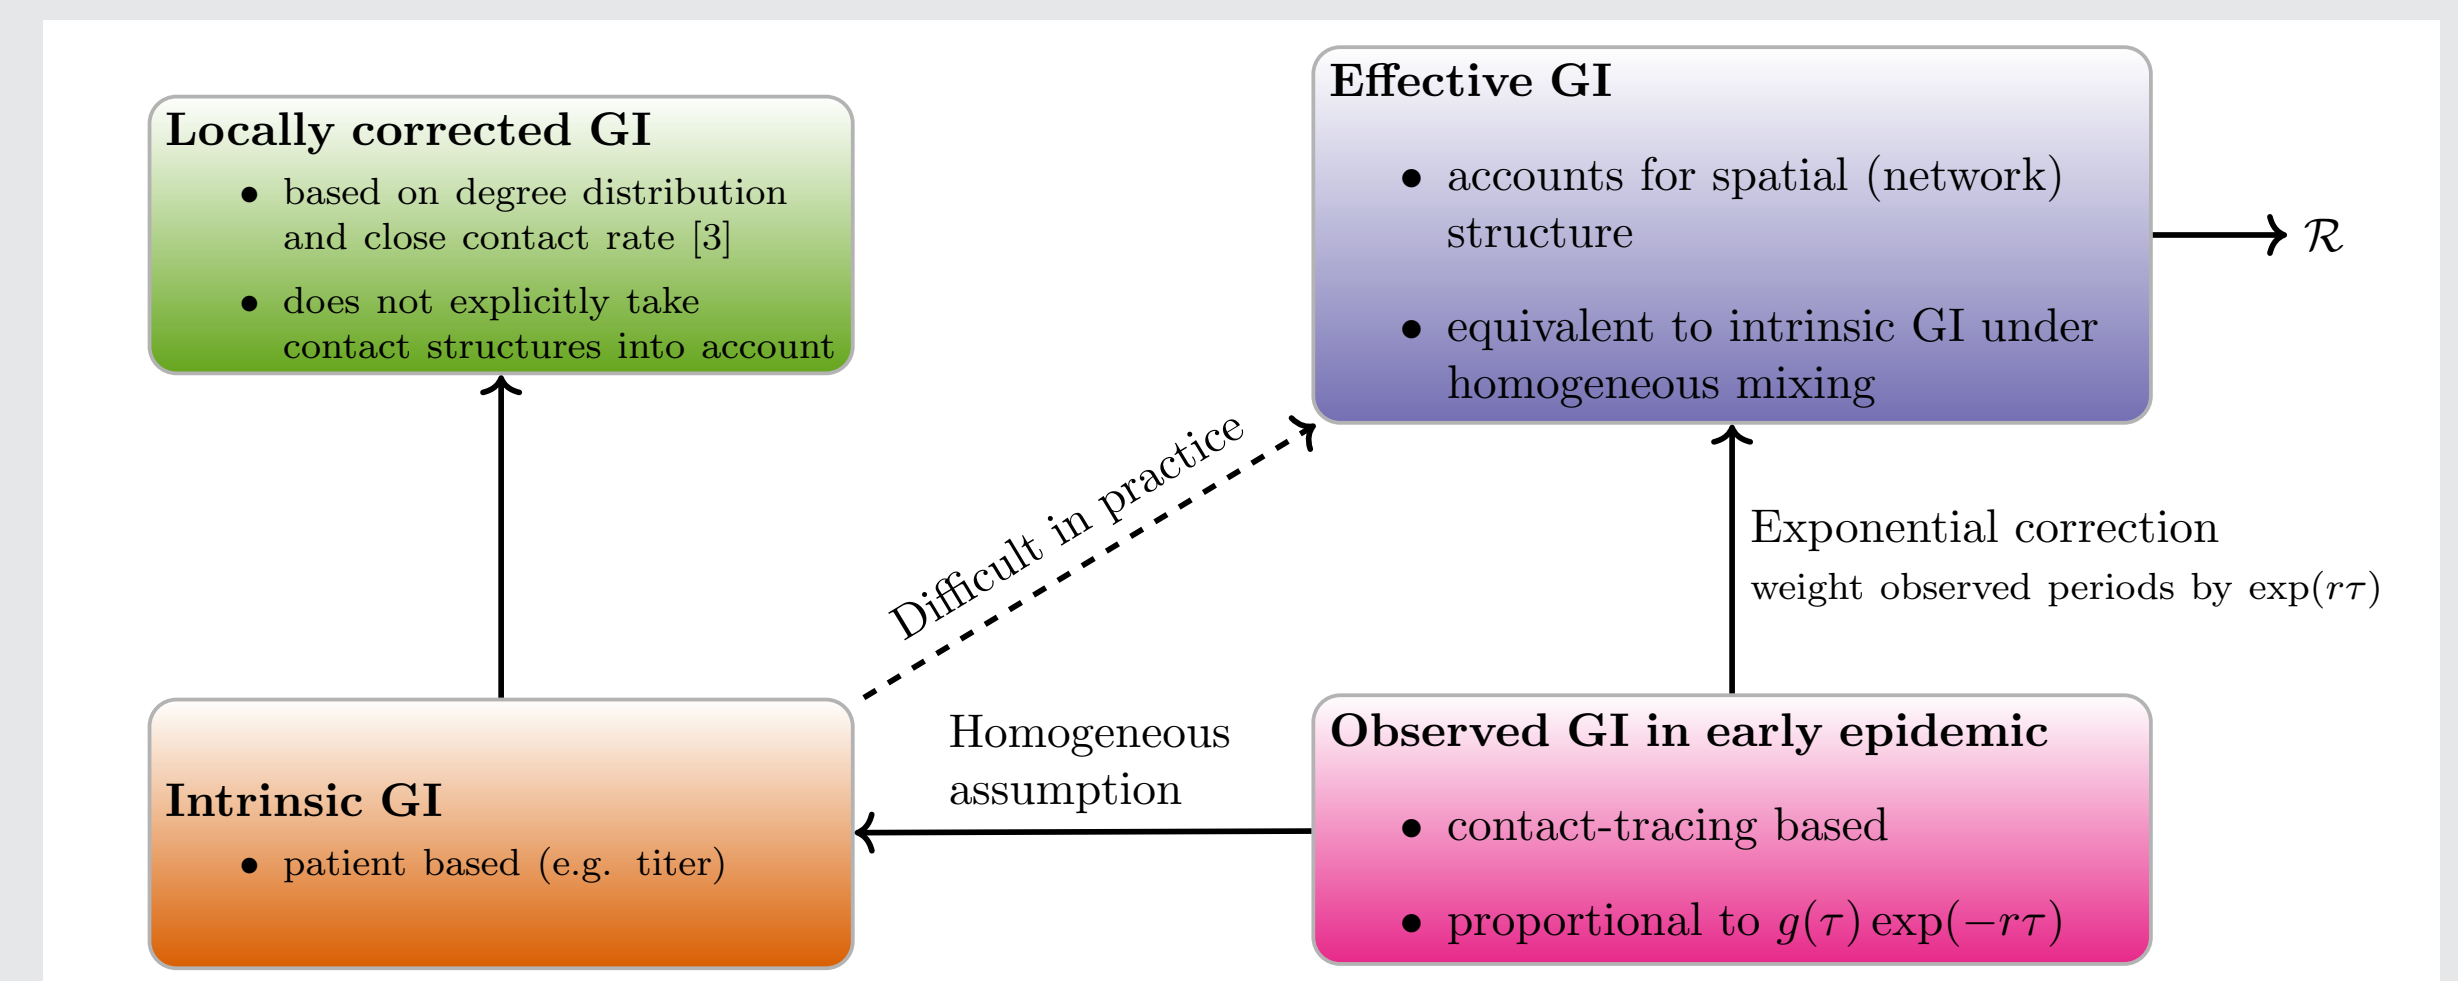 Locally corrected GI
• based on degree distribution
and close contact rate [3]
• does not explicitly take
contact structures into account
Effective GI
• accounts for spatial (network)
structure
• equivalent to intrinsic GI under
homogeneous mixing
ℛ
Difficult in practice
Exponential correction
weight observed periods by exp(rτ)
Homogeneous
assumption
Intrinsic GI
• patient based (e.g. titer)
Observed GI in early epidemic
• contact-tracing based
• proportional to g(τ) exp(−rτ)